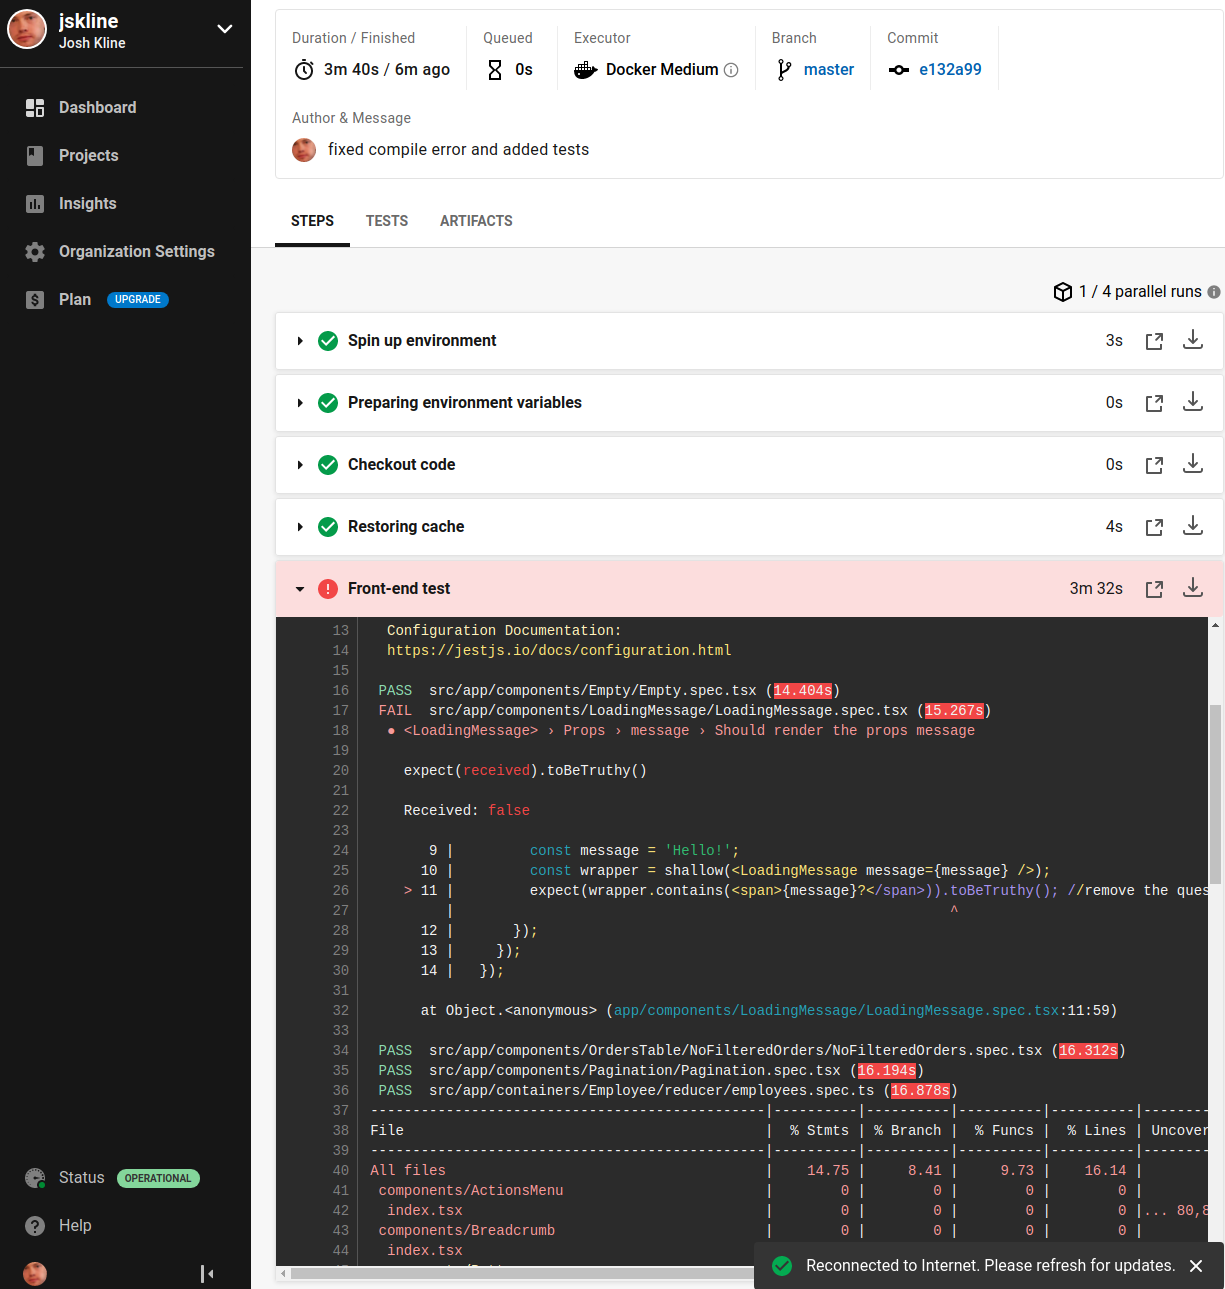 jskline
Josh Kline
Dashboard
Projects
Insights
Organization Settings
Plan UPGRADE
Status OPERATIONAL
Help
Duration / Finished
3m 40s / 6m ago
Queued
0s
Executor
Docker Medium
Branch
master
Commit
e132a99
Author & Message
fixed compile error and added tests
STEPS TESTS ARTIFACTS
1 / 4 parallel runs
Spin up environment 3s
Preparing environment variables 0s
Checkout code 0s
Restoring cache 4s
Front-end test 3m 32s
13 Configuration Documentation:
14 https://jestjs.io/docs/configuration.html
15
16 PASS src/app/components/Empty/Empty.spec.tsx (14.404s)
17 FAIL src/app/components/LoadingMessage/LoadingMessage.spec.tsx (15.267s)
18 ● <LoadingMessage> › Props › message › Should render the props message
19
20 expect(received).toBeTruthy()
21
22 Received: false
23
24 9 | const message = 'Hello!';
25 10 | const wrapper = shallow(<LoadingMessage message={message} />);
26 > 11 | expect(wrapper.contains(<span>{message}?</span>)).toBeTruthy(); //remove the ques
27 | ^
28 12 | });
29 13 | });
30 14 | });
31
32 at Object.<anonymous> (app/components/LoadingMessage/LoadingMessage.spec.tsx:11:59)
33
34 PASS src/app/components/OrdersTable/NoFilteredOrders/NoFilteredOrders.spec.tsx (16.312s)
35 PASS src/app/components/Pagination/Pagination.spec.tsx (16.194s)
36 PASS src/app/containers/Employee/reducer/employees.spec.ts (16.878s)
37 -----------------------------------------------|----------|----------|----------|----------|--------
38 File | % Stmts | % Branch | % Funcs | % Lines | Uncover
39 -----------------------------------------------|----------|----------|----------|----------|--------
40 All files | 14.75 | 8.41 | 9.73 | 16.14 |
41 components/ActionsMenu | 0 | 0 | 0 | 0 |
42 index.tsx | 0 | 0 | 0 | 0 |... 80,8
43 components/Breadcrumb | 0 | 0 | 0 | 0 |
44 index.tsx
Reconnected to Internet. Please refresh for updates.